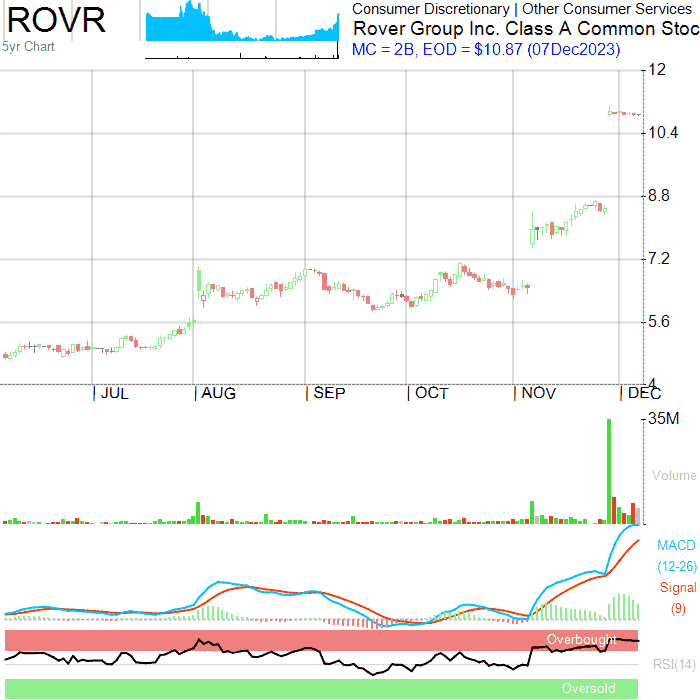 ROVR
5yr Chart
Consumer Discretionary | Other Consumer Services
Rover Group Inc. Class A Common Stoc
MC = 2B, EOD = $10.87 (07Dec2023)
12
10.4
8.8
7.2
5.6
4
JUL AUG SEP OCT NOV DEC
35M
Volume
MACD
(12-26)
Signal
(9)
Overbought
RSI(14)
Oversold